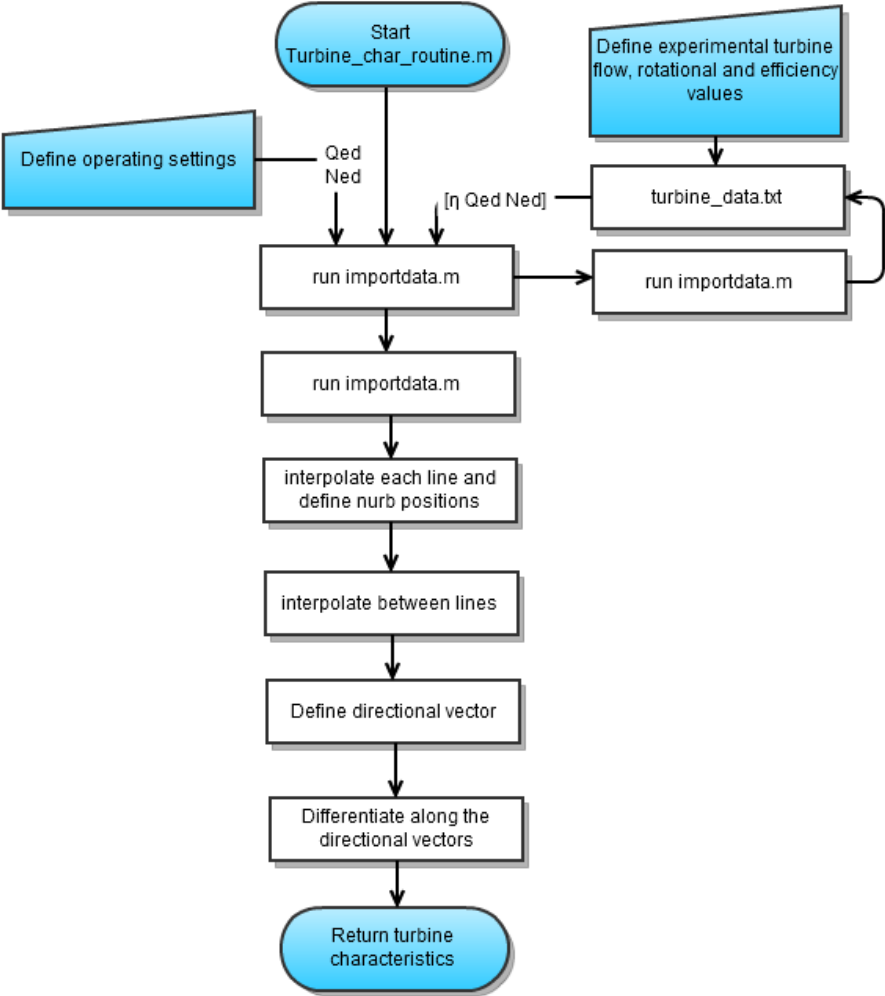 Start
Turbine_char_routine.m
Define experimental turbine
flow, rotational and efficiency
values
Define operating settings
Qed
Ned
[η Qed Ned]
turbine_data.txt
run importdata.m
run importdata.m
run importdata.m
interpolate each line and
define nurb positions
interpolate between lines
Define directional vector
Differentiate along the
directional vectors
Return turbine
characteristics